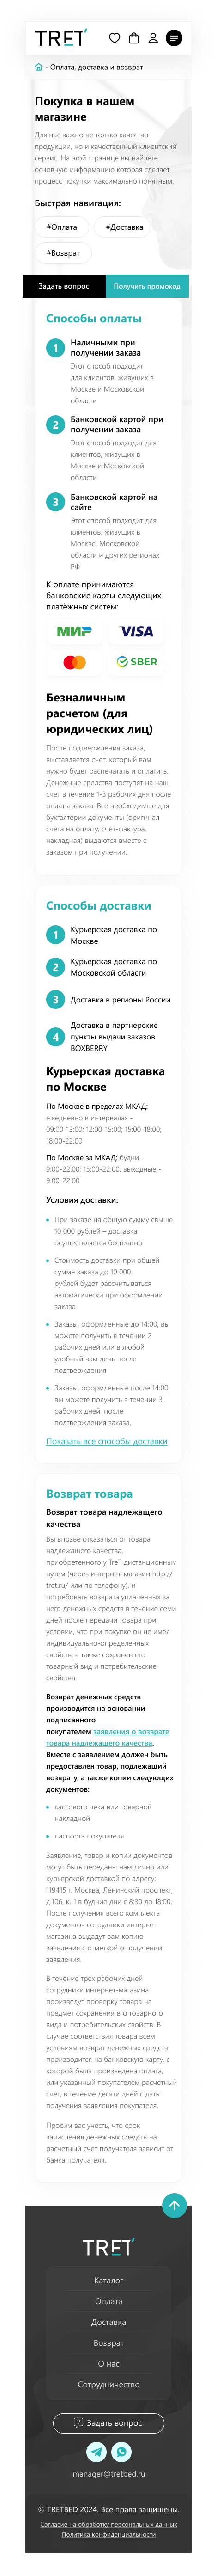 TRET
- Оплата, доставка и возврат
Покупка в нашем
магазине
Для нас важно не только качество
продукции, но и качественный клиентский
сервис. На этой странице вы найдете
основную информацию которая сделает
процесс покупки максимально понятным.
Быстрая навигация:
#Оплата
#Доставка
#Возврат
Задать вопрос
Получить промокод
Способы оплаты
1
Наличными при
получении заказа
Этот способ подходит
для клиентов, живущих в
Москве и Московской
области
2
Банковской картой при
получении заказа
Этот способ подходит для
клиентов, живущих в
Москве и Московской
области
3
Банковской картой на
сайте
Этот способ подходит для
клиентов, живущих в
Москве, Московской
области и других регионах
РФ
К оплате принимаются
банковские карты следующих
платёжных систем:
МИР
VISA
SBER
Безналичным
расчетом (для
юридических лиц)
После подтверждения заказа,
выставляется счет, который вам
нужно будет распечатать и оплатить.
Денежные средства поступят на наш
счет в течение 1-3 рабочих дня после
оплаты заказа. Все необходимые для
бухгалтерии документы (оригинал
счета на оплату, счет-фактура,
накладная) выдаются вместе с
заказом при получении.
Способы доставки
1
Курьерская доставка по
Москве
2
Курьерская доставка по
Московской области
3
Доставка в регионы России
4
Доставка в партнерские
пункты выдачи заказов
BOXBERRY
Курьерская доставка
по Москве
По Москве в пределах МКАД:
ежедневно в интервалах -
09:00-13:00; 12:00-15:00; 15:00-18:00;
18:00-22:00
По Москве за МКАД: будни -
9:00-22:00; 15:00-22:00, выходные -
9:00-22:00
Условия доставки:
При заказе на общую сумму свыше
10 000 рублей – доставка
осуществляется бесплатно
Стоимость доставки при общей
сумме заказа до 10 000
рублей будет рассчитываться
автоматически при оформлении
заказа
Заказы, оформленные до 14:00, вы
можете получить в течении 2
рабочих дней или в любой
удобный вам день после
подтверждения
Заказы, оформленные после 14:00,
вы можете получить в течении 3
рабочих дней, после
подтверждения заказа.
Показать все способы доставки
Возврат товара
Возврат товара надлежащего
качества
Вы вправе отказаться от товара
надлежащего качества,
приобретенного у ТreТ дистанционным
путем (через интернет-магазин http://
tret.ru/ или по телефону), и
потребовать возврата уплаченных за
него денежных средств в течение семи
дней после передачи товара при
условии, что при покупке он не имел
индивидуально-определенных
свойств, а также сохранен его
товарный вид и потребительские
свойства.
Возврат денежных средств
производится на основании
подписанного
покупателем заявления о возврате
товара надлежащего качества.
Вместе с заявлением должен быть
предоставлен товар, подлежащий
возврату, а также копии следующих
документов:
кассового чека или товарной
накладной
паспорта покупателя
Заявление, товар и копии документов
могут быть переданы нам лично или
курьерской доставкой по адресу:
119415 г. Москва, Ленинский проспект,
д.106, к. 1 в будние дни с 8:30 до 18:00.
После получения всего комплекта
документов сотрудники интернет-
магазина выдадут вам копию
заявления с отметкой о получении
заявления.
В течение трех рабочих дней
сотрудники интернет-магазина
произведут проверку товара на
предмет сохранения его товарного
вида и потребительских свойств. В
случае соответствия товара всем
условиям возврат денежных средств
производится на банковскую карту, с
которой была произведена оплата,
или указанный покупателем расчетный
счет, в течение десяти дней с даты
получения заявления покупателя.
Просим вас учесть, что срок
зачисления денежных средств на
расчетный счет получателя зависит от
банка получателя.
TRET
Каталог
Оплата
Доставка
Возврат
О нас
Сотрудничество
Задать вопрос
manager@tretbed.ru
© TRETBED 2024. Все права защищены.
Согласие на обработку персональных данных
Политика конфиденциальности